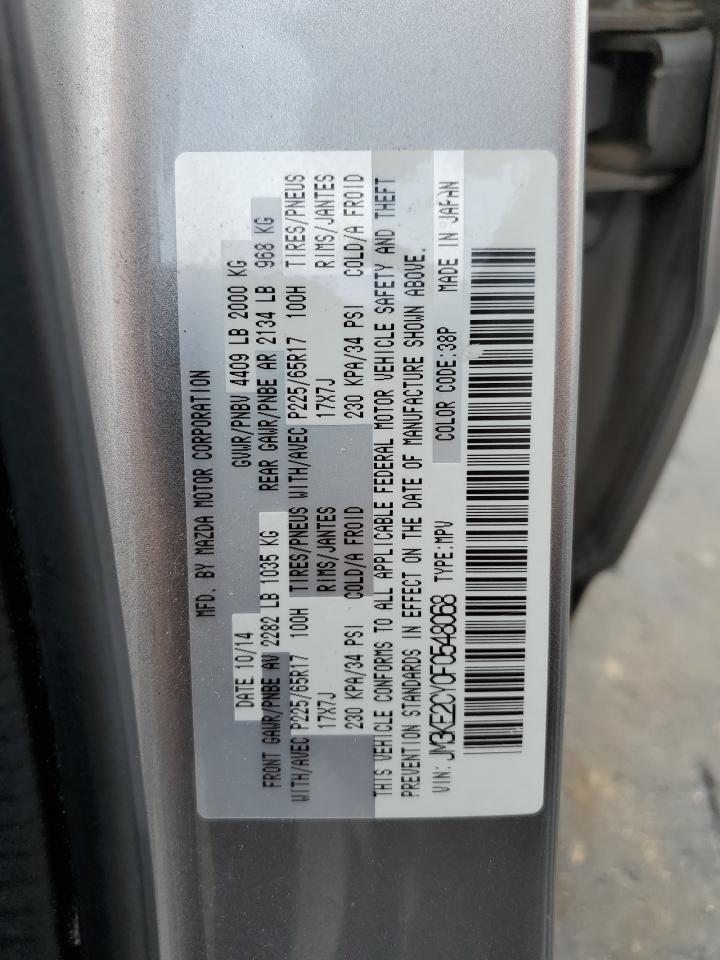 MFD. BY MAZDA MOTOR CORPORATION
DATE 10/14 GVWR/PNBV 4409 LB 2000 KG
FRONT GAWR/PNBE AV 2282 LB 1035 KG REAR GAWR/PNBE AR 2134 LB 968 KG
WITH/AVEC P225/65R17 100H TIRES/PNEUS WITH/AVEC P225/65R17 100H TIRES/PNEUS
17X7J RIMS/JANTES 17X7J RIMS/JANTES
230 KPA/34 PSI COLD/A FROID 230 KPA/34 PSI COLD/A FROID
THIS VEHICLE CONFORMS TO ALL APPLICABLE FEDERAL MOTOR VEHICLE SAFETY AND THEFT
PREVENTION STANDARDS IN EFFECT ON THE DATE OF MANUFACTURE SHOWN ABOVE.
VIN: JM3KE2CY0F0548068 TYPE:MPV COLOR CODE:38P MADE IN JAPAN